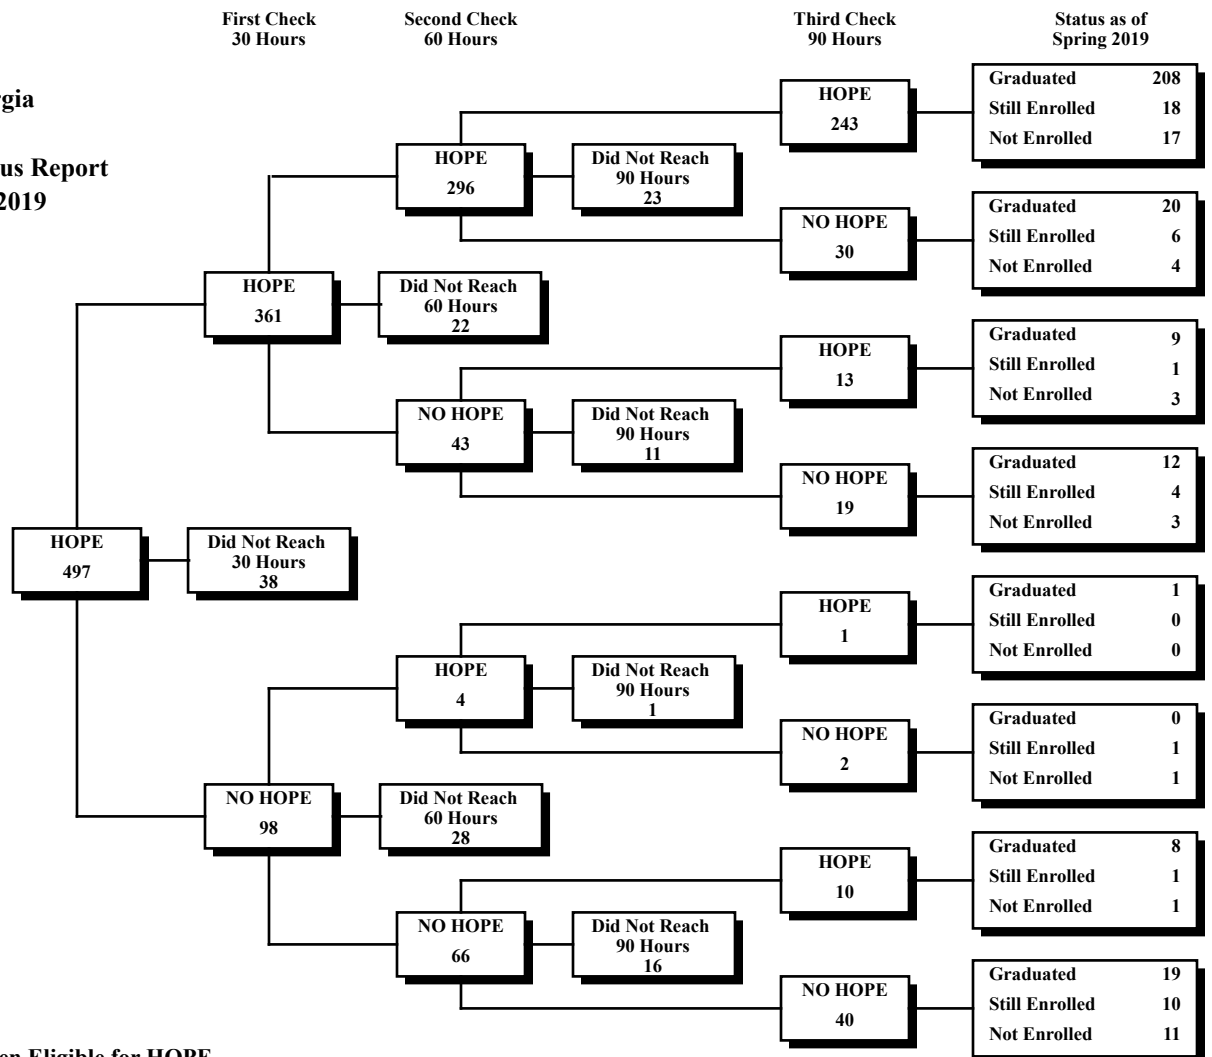 First Check
30 Hours
Second Check
60 Hours
Third Check
90 Hours
Status as of
Spring 2019
rgia
us Report
2019
HOPE
497
Did Not Reach
30 Hours
38
HOPE
361
Did Not Reach
60 Hours
22
NO HOPE
98
Did Not Reach
60 Hours
28
HOPE
296
Did Not Reach
90 Hours
23
NO HOPE
43
Did Not Reach
90 Hours
11
HOPE
4
Did Not Reach
90 Hours
1
NO HOPE
66
Did Not Reach
90 Hours
16
HOPE
243
Graduated 208
Still Enrolled 18
Not Enrolled 17
NO HOPE
30
Graduated 20
Still Enrolled 6
Not Enrolled 4
HOPE
13
Graduated 9
Still Enrolled 1
Not Enrolled 3
NO HOPE
19
Graduated 12
Still Enrolled 4
Not Enrolled 3
HOPE
1
Graduated 1
Still Enrolled 0
Not Enrolled 0
NO HOPE
2
Graduated 0
Still Enrolled 1
Not Enrolled 1
HOPE
10
Graduated 8
Still Enrolled 1
Not Enrolled 1
NO HOPE
40
Graduated 19
Still Enrolled 10
Not Enrolled 11
en Eligible for HOPE